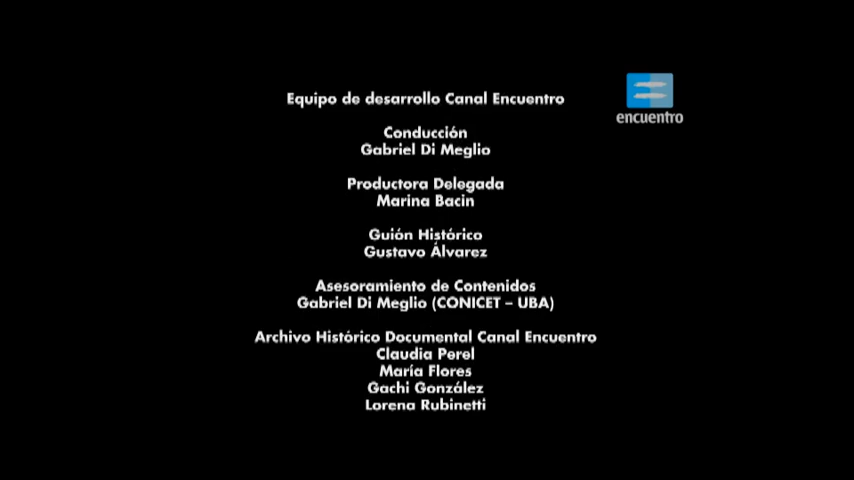 Equipo de desarrollo Canal Encuentro
encuentro
Conducción
Gabriel Di Meglio
Productora Delegada
Marina Bacin
Guión Histórico
Gustavo Álvarez
Asesoramiento de Contenidos
Gabriel Di Meglio (CONICET – UBA)
Archivo Histórico Documental Canal Encuentro
Claudia Perel
María Flores
Gachi González
Lorena Rubinetti